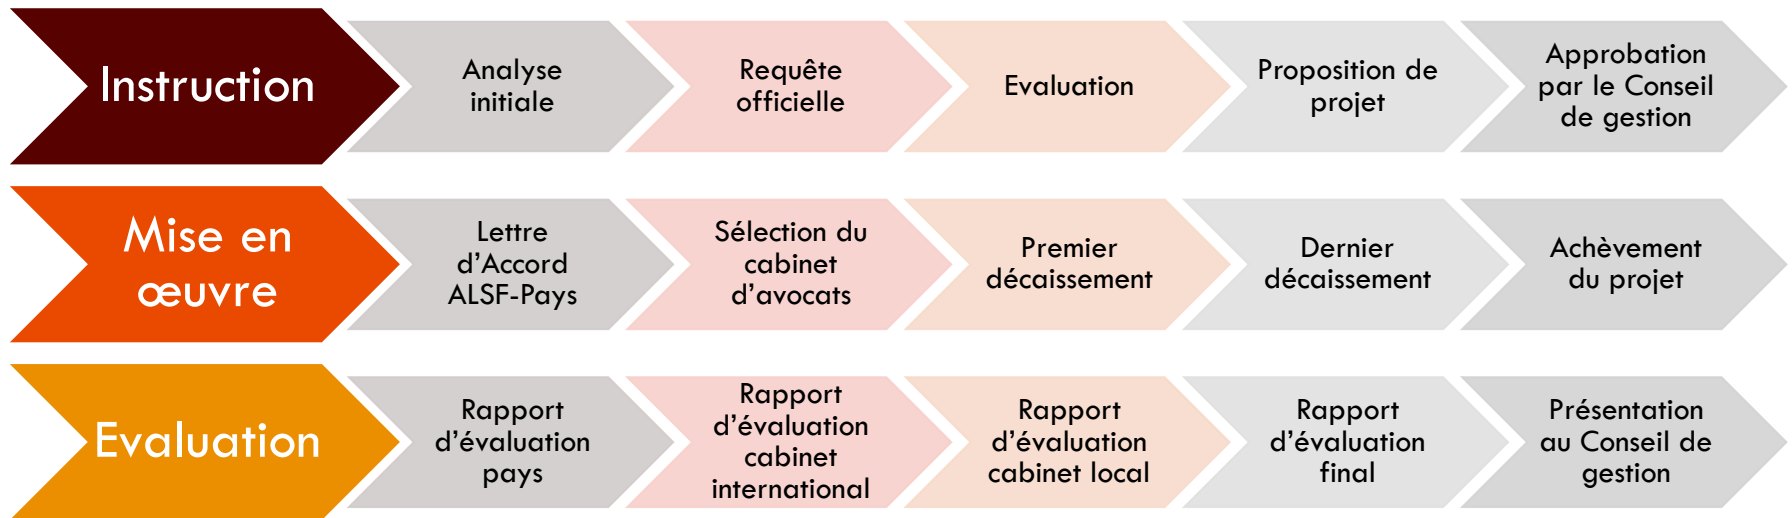 Instruction
Analyse
initiale
Requête
officielle
Evaluation
Proposition de
projet
Approbation
par le Conseil
de gestion
Mise en
œuvre
Lettre
d’Accord
ALSF-Pays
Sélection du
cabinet
d’avocats
Premier
décaissement
Dernier
décaissement
Achèvement
du projet
Evaluation
Rapport
d’évaluation
pays
Rapport
d’évaluation
cabinet
international
Rapport
d’évaluation
cabinet local
Rapport
d’évaluation
final
Présentation
au Conseil de
gestion